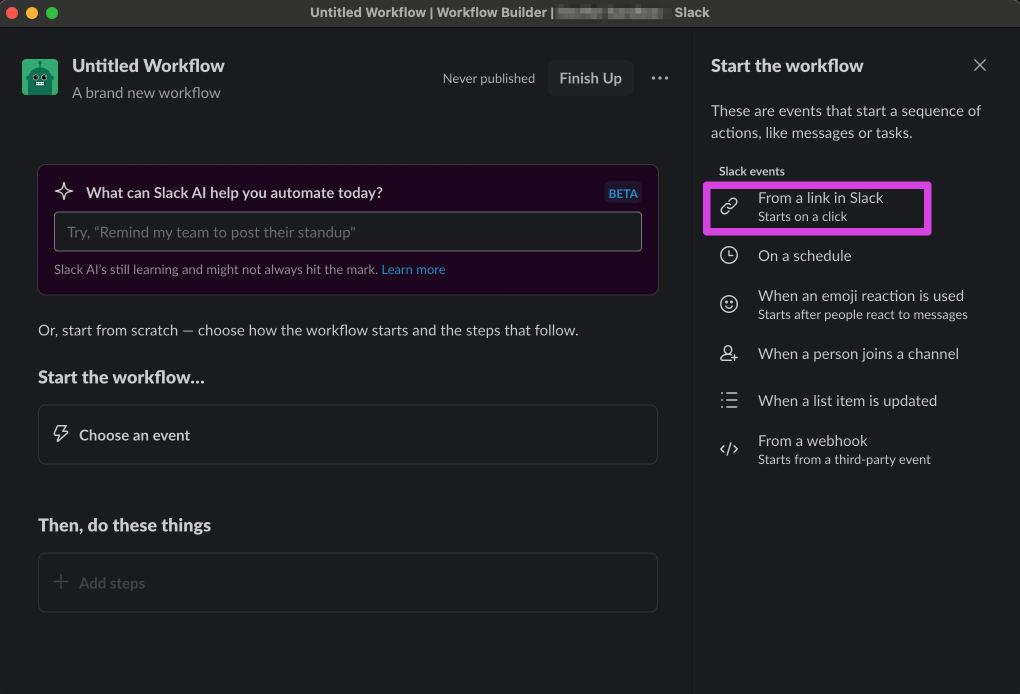 Untitled Workflow | Workflow Builder | Slack
Untitled Workflow
A brand new workflow
Never published
Finish Up
What can Slack AI help you automate today?
BETA
Try, “Remind my team to post their standup"
Slack AI’s still learning and might not always hit the mark. Learn more
Or, start from scratch — choose how the workflow starts and the steps that follow.
Start the workflow...
Choose an event
Then, do these things
Add steps
Start the workflow
These are events that start a sequence of
actions, like messages or tasks.
Slack events
From a link in Slack
Starts on a click
On a schedule
When an emoji reaction is used
Starts after people react to messages
When a person joins a channel
When a list item is updated
From a webhook
Starts from a third-party event